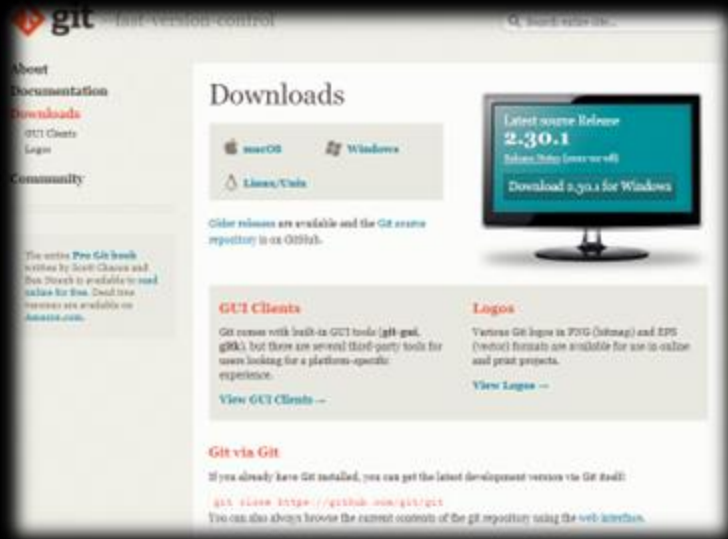 git --fast-version-control
Search entire site...
About
Documentation
Downloads
GUI Clients
Logos
Community
The entire Pro Git book
written by Scott Chacon and
Ben Straub is available to read
online for free. Dead tree
versions are available on
Amazon.com.
Downloads
macOS
Windows
Linux/Unix
Older releases are available and the Git source
repository is on GitHub.
Latest source Release
2.30.1
Release Notes
Download 2.30.1 for Windows
GUI Clients
Git comes with built-in GUI tools (git-gui,
gitk), but there are several third-party tools for
users looking for a platform-specific
experience.
View GUI Clients →
Logos
Various Git logos in PNG (bitmap) and EPS
(vector) formats are available for use in online
and print projects.
View Logos →
Git via Git
If you already have Git installed, you can get the latest development version via Git itself:
git clone https://github.com/git/git
You can also always browse the current contents of the git repository using the web interface.